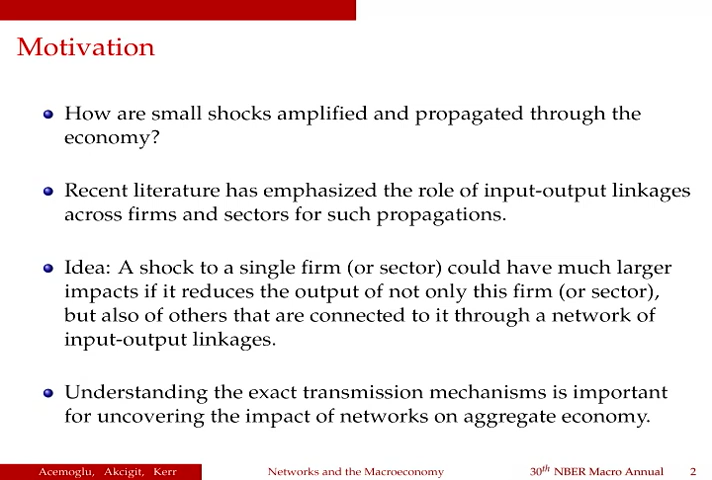 Motivation
How are small shocks amplified and propagated through the
economy?
Recent literature has emphasized the role of input-output linkages
across firms and sectors for such propagations.
Idea: A shock to a single firm (or sector) could have much larger
impacts if it reduces the output of not only this firm (or sector),
but also of others that are connected to it through a network of
input-output linkages.
Understanding the exact transmission mechanisms is important
for uncovering the impact of networks on aggregate economy.
Acemoglu, Akcigit, Kerr Networks and the Macroeconomy 30th NBER Macro Annual 2